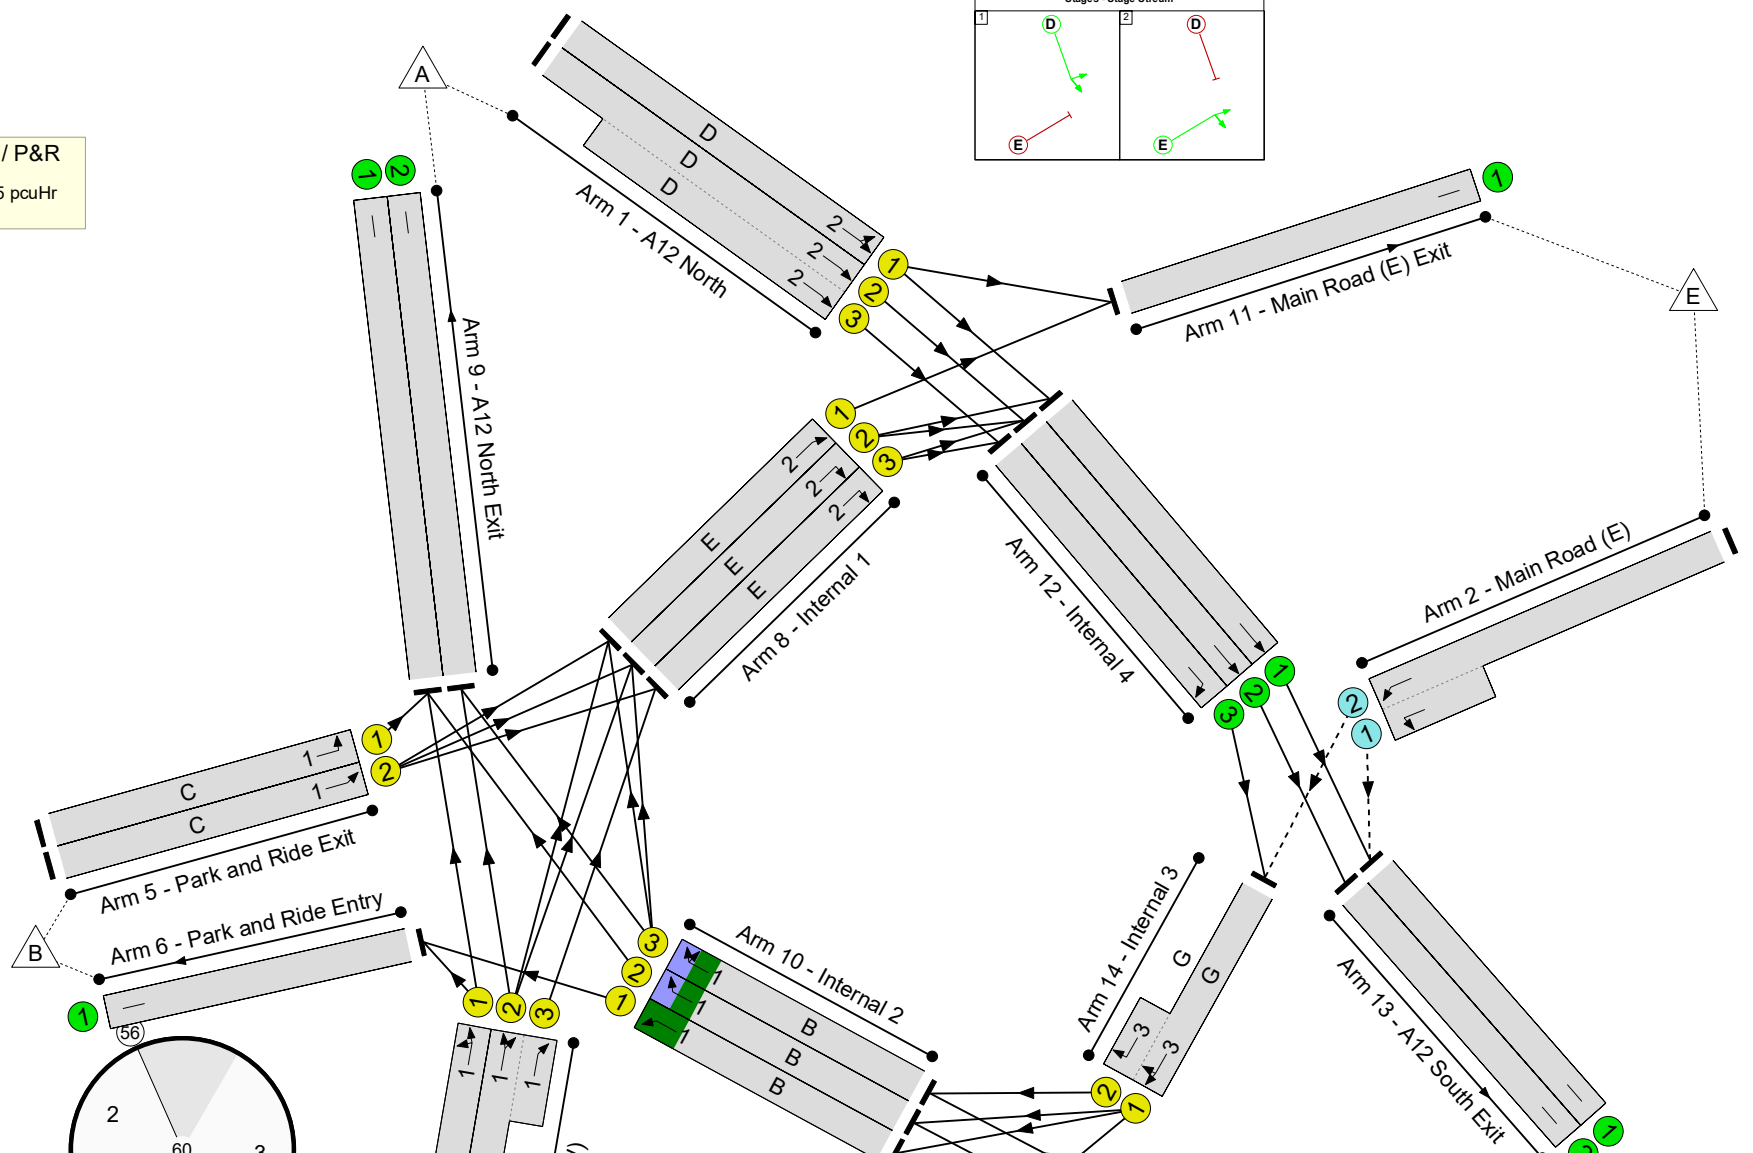 Stages - Stage Stream
1
D
E
2
D
E
A
/ P&R
5 pcuHr
1
2
D
D
D
2
2
2
Arm 1 - A12 North
1
2
3
1
Arm 11 - Main Road (E) Exit
E
Arm 9 - A12 North Exit
1
2
3
2
2
2
E
E
E
Arm 8 - Internal 1
Arm 12 - Internal 4
1
2
3
Arm 2 - Main Road (E)
2
1
C
C
1
1
1
2
Arm 5 - Park and Ride Exit
B
Arm 6 - Park and Ride Entry
1
56
2
60
3
1
2
3
1
1
1
3
2
1
1
1
1
B
B
B
Arm 10 - Internal 2
Arm 14 - Internal 3
G
G
3
3
2
1
Arm 13 - A12 South Exit
1
2
)